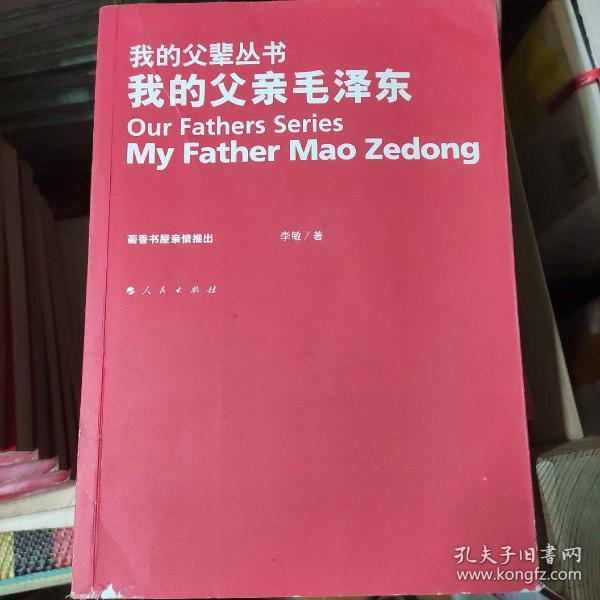 我的父辈丛书
我的父亲毛泽东
Our Fathers Series
My Father Mao Zedong
菊香书屋亲情推出 李敏/著
人民出版社
孔夫子旧书网
www.kongfz.com